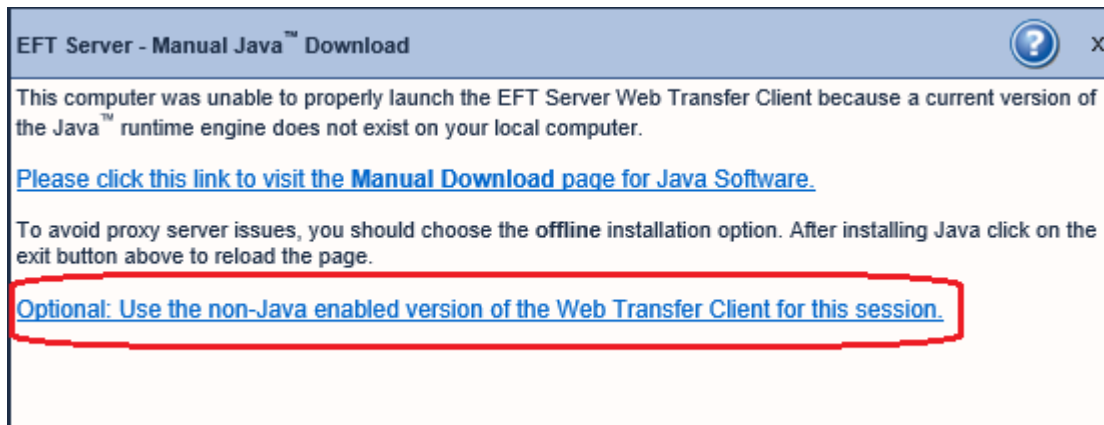 EFT Server - Manual Java™ Download
?
X
This computer was unable to properly launch the EFT Server Web Transfer Client because a current version of
the Java™ runtime engine does not exist on your local computer.
Please click this link to visit the Manual Download page for Java Software.
To avoid proxy server issues, you should choose the offline installation option. After installing Java click on the
exit button above to reload the page.
Optional: Use the non-Java enabled version of the Web Transfer Client for this session.